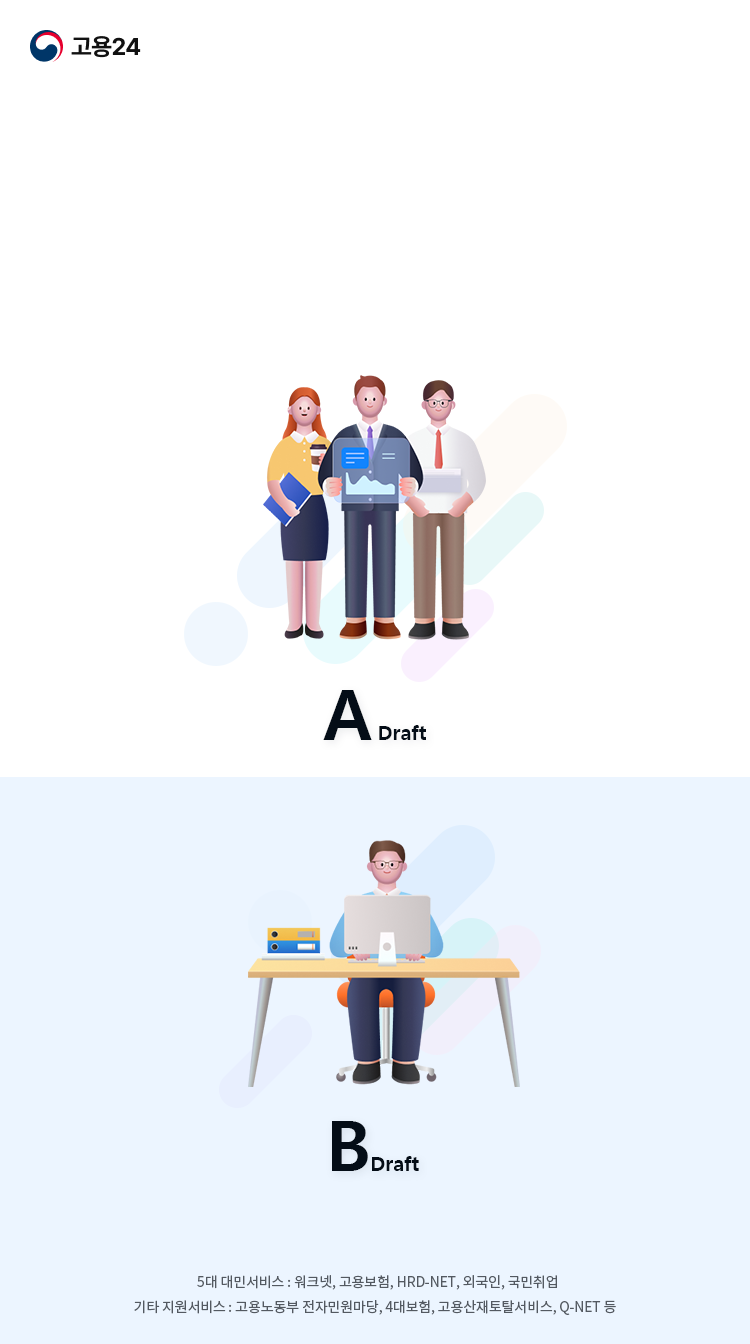 고용24
A Draft
B Draft
5대 대민서비스 : 워크넷, 고용보험, HRD-NET, 외국인, 국민취업
기타 지원서비스 : 고용노동부 전자민원마당, 4대보험, 고용산재토탈서비스, Q-NET 등